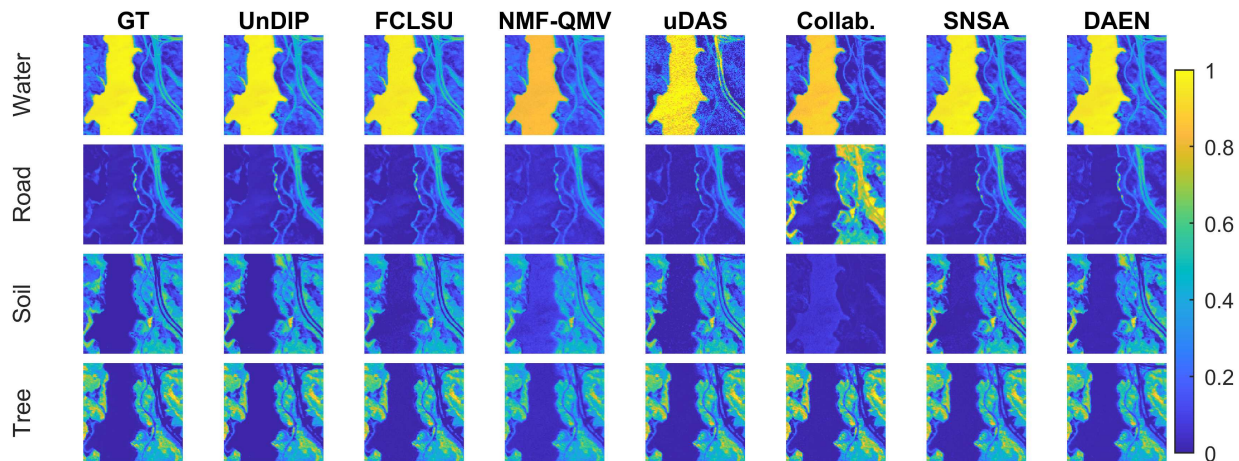 GT UnDIP FCLSU NMF-QMV uDAS Collab. SNSA DAEN
Water
Road
Soil
Tree
1
0.8
0.6
0.4
0.2
0